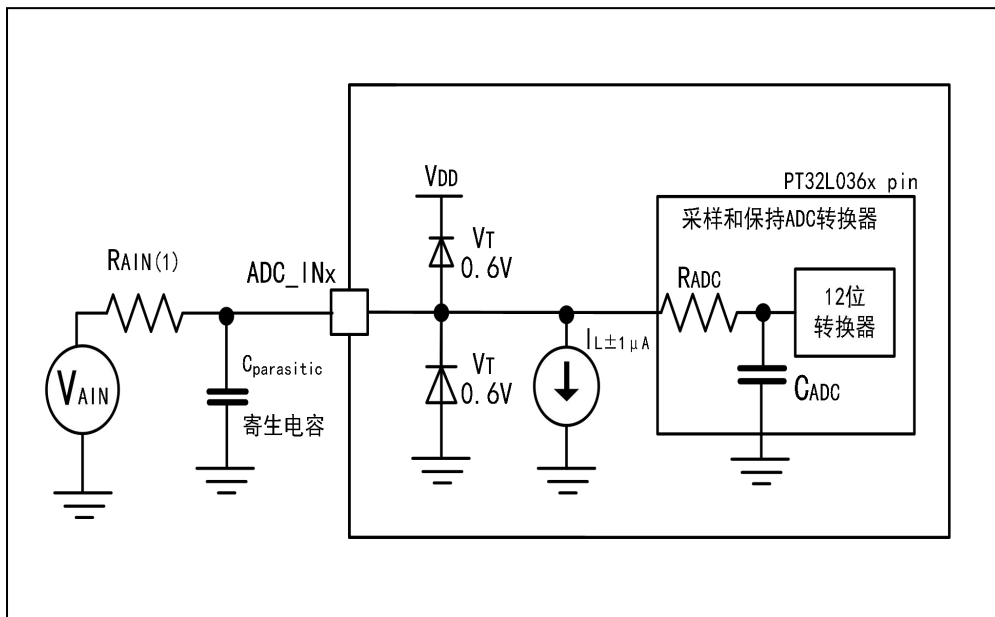 VDD
PT32L036x pin
采样和保持ADC转换器
VT
0.6V
RAIN(1)
ADC_INx
RADC
12位
转换器
IL±1μA
Cparasitic
寄生电容
VAIN
VT
0.6V
CADC